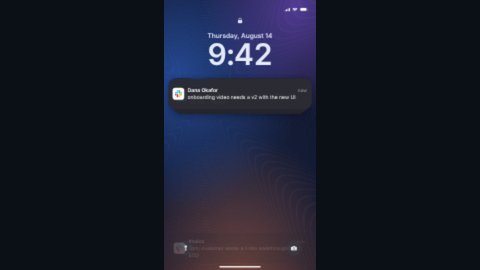 Thursday, August 14
9:42
Dana Okafor
now
onboarding video needs a v2 with the new UI